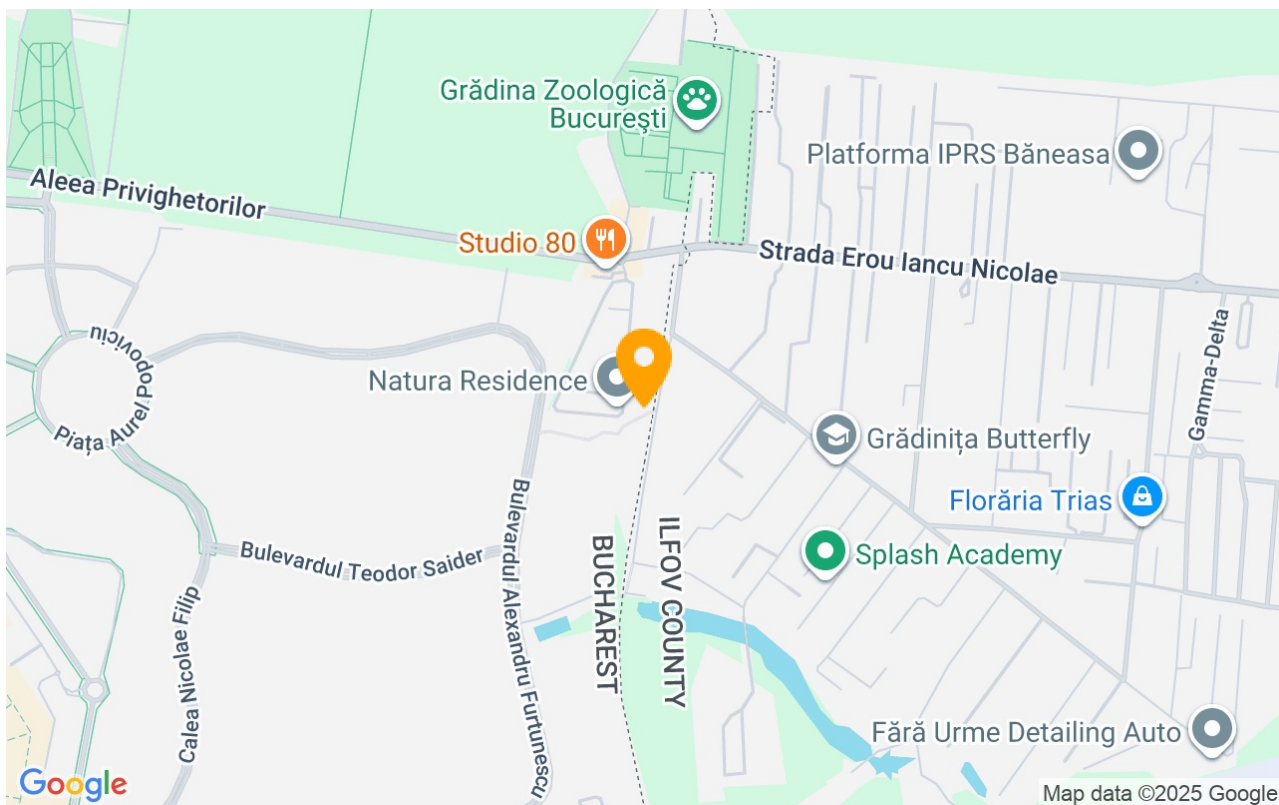 Grădina Zoologică
București
Platforma IPRS Băneasa
Aleea Privighetorilor
Studio 80
Strada Erou Iancu Nicolae
Piața Aurel Popoviciu
Natura Residence
Gamma-Delta
Grădinița Butterfly
Florăria Trias
Bulevardul Teodor Saider
Bulevardul Alexandru Furtunescu
BUCHAREST
ILFOV COUNTY
Splash Academy
Calea Nicolae Filip
Fără Urme Detailing Auto
Google
Map data ©2025 Google